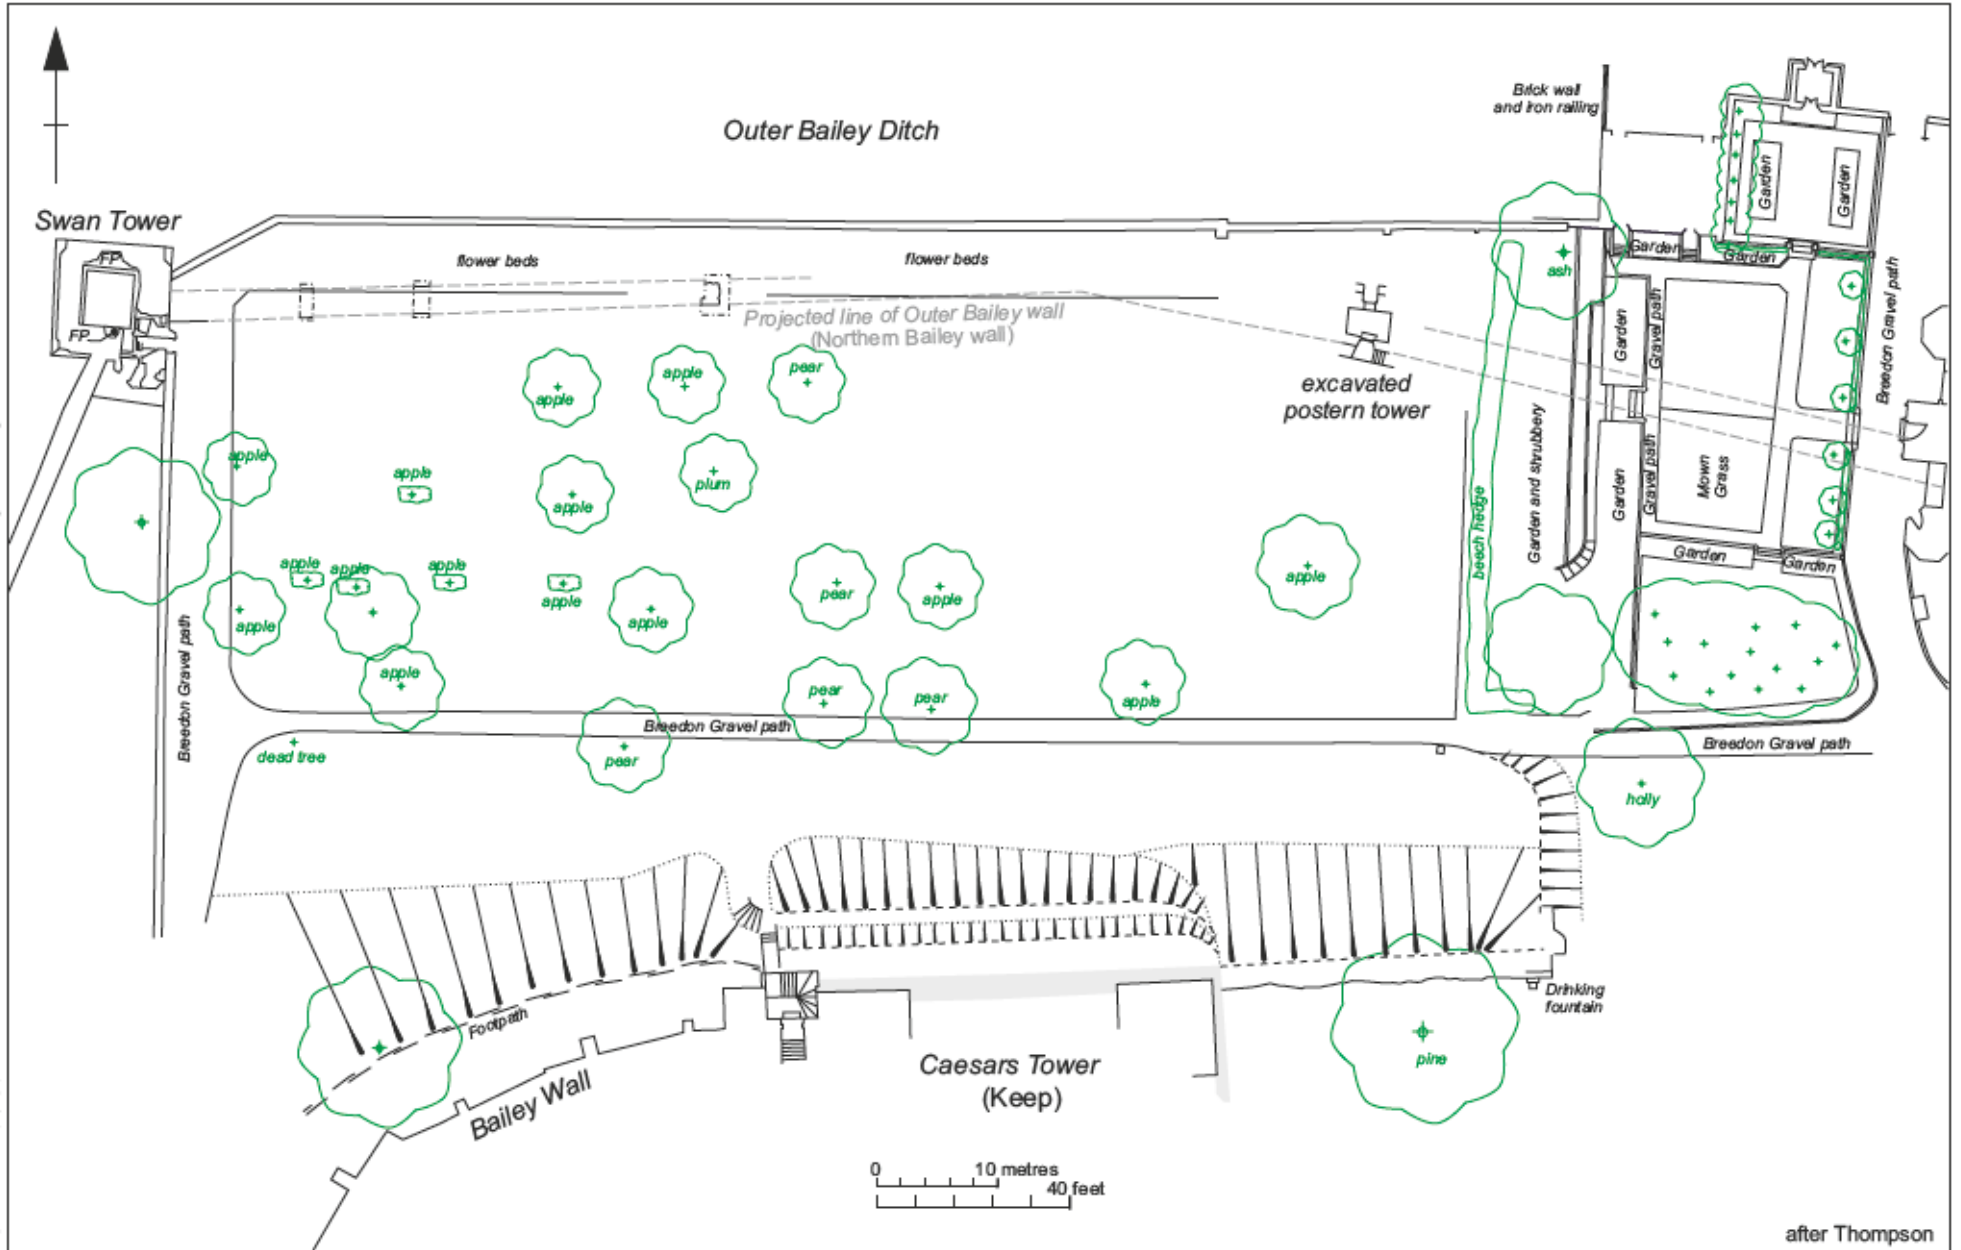 Outer Bailey Ditch
Brick wall
and iron railing
Swan Tower
FP
FP
flower beds
flower beds
Projected line of Outer Bailey wall
(Northern Bailey wall)
excavated
postern tower
ash
Garden
Garden
Garden
Garden
Breedon Gravel path
Garden
Gravel path
Garden and shrubbery
Garden
Gravel path
Mown
Grass
beech hedge
Garden
Garden
apple
apple
pear
apple
apple
apple
plum
apple
apple
apple
apple
apple
apple
apple
pear
apple
apple
apple
pear
pear
apple
Breedon Gravel path
Breedon Gravel path
dead tree
pear
Breedon Gravel path
holly
Footpath
Bailey Wall
Caesars Tower
(Keep)
Drinking
fountain
pine
0 10 metres
40 feet
after Thompson